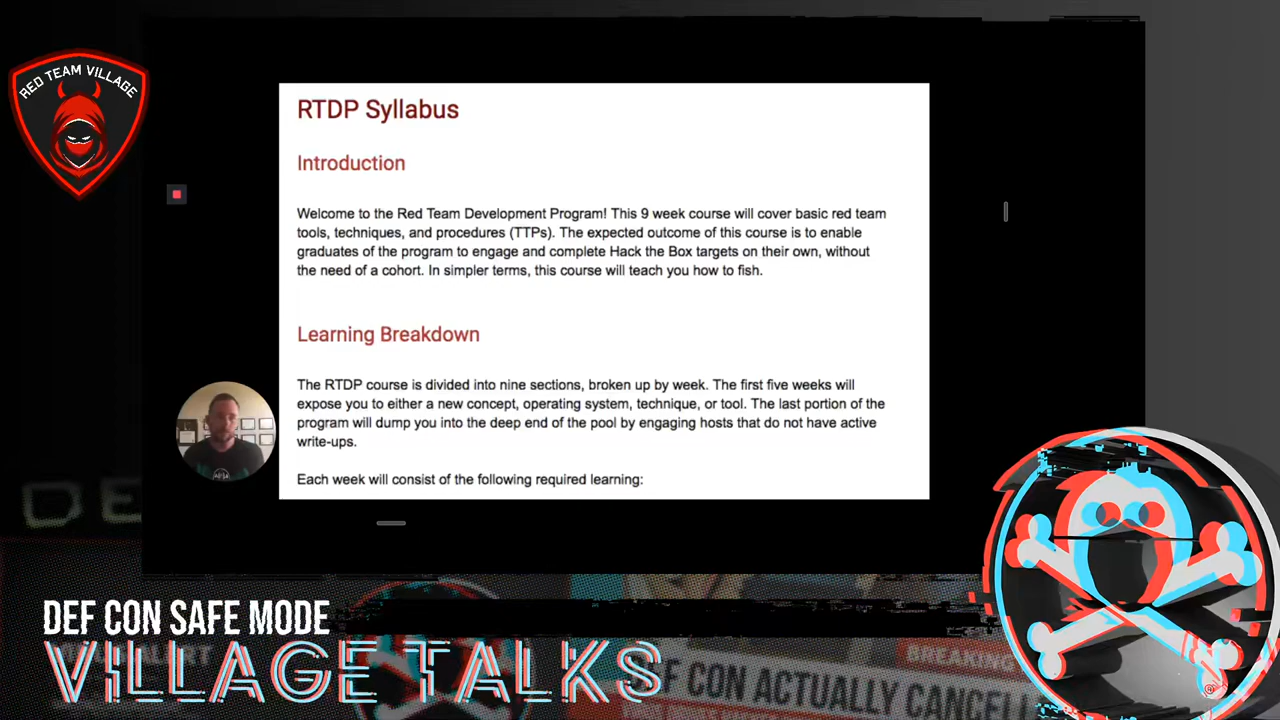 RED TEAM VILLAGE
RTDP Syllabus
Introduction
Welcome to the Red Team Development Program! This 9 week course will cover basic red team
tools, techniques, and procedures (TTPs). The expected outcome of this course is to enable
graduates of the program to engage and complete Hack the Box targets on their own, without
the need of a cohort. In simpler terms, this course will teach you how to fish.
Learning Breakdown
The RTDP course is divided into nine sections, broken up by week. The first five weeks will
expose you to either a new concept, operating system, technique, or tool. The last portion of the
program will dump you into the deep end of the pool by engaging hosts that do not have active
write-ups.
Each week will consist of the following required learning:
DEF CON SAFE MODE
VILLAGE TALKS
BREAKING
DEF CON ACTUALLY CANCELL